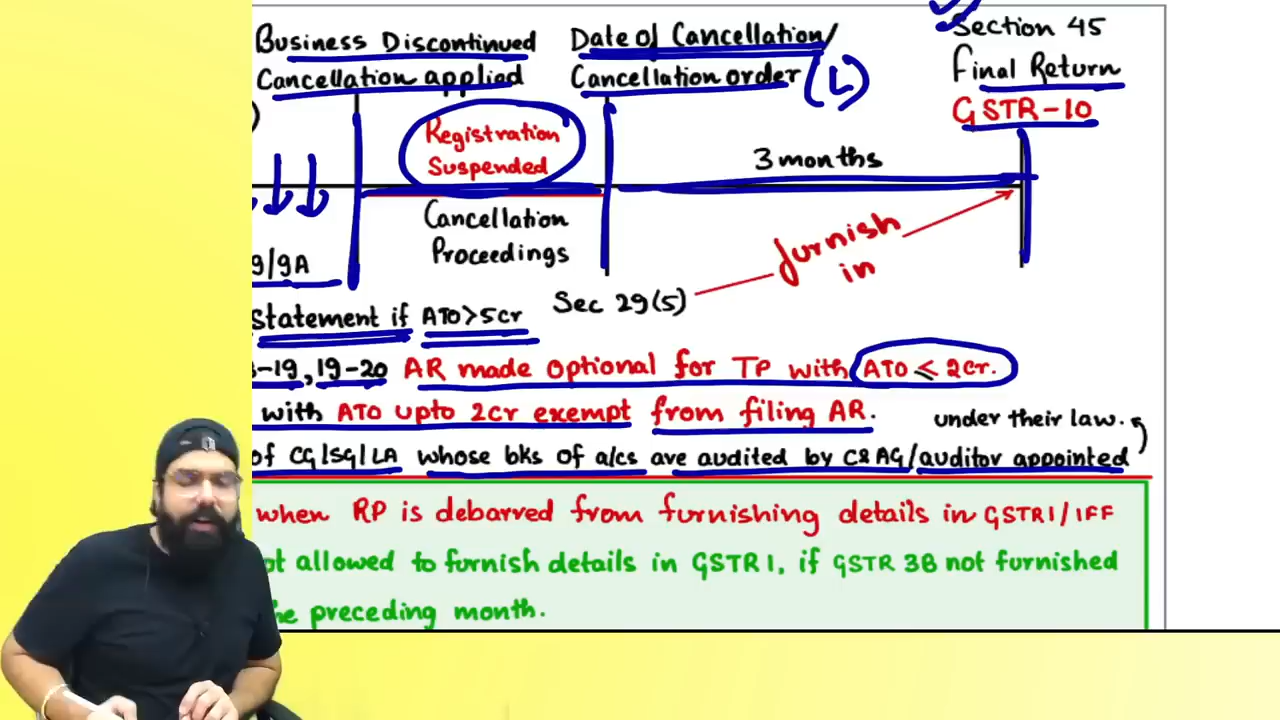 Business Discontinued Date of Cancellation/ Section 45
Cancellation applied Cancellation order (L) Final Return
GSTR-10
Registration
Suspended
3 months
Cancellation
Proceedings
furnish
in
9/9A
Sec 29(5)
statement if ATO>5cr
-19, 19-20 AR made optional for TP with ATO ≤ 2cr.
with ATO upto 2cr exempt from filing AR.
under their law.
of CG/SG/LA whose bks of a/cs are audited by C&AG/auditor appointed
when RP is debarred from furnishing details in GSTR1/IFF
allowed to furnish details in GSTR1, if GSTR 3B not furnished
preceding month.